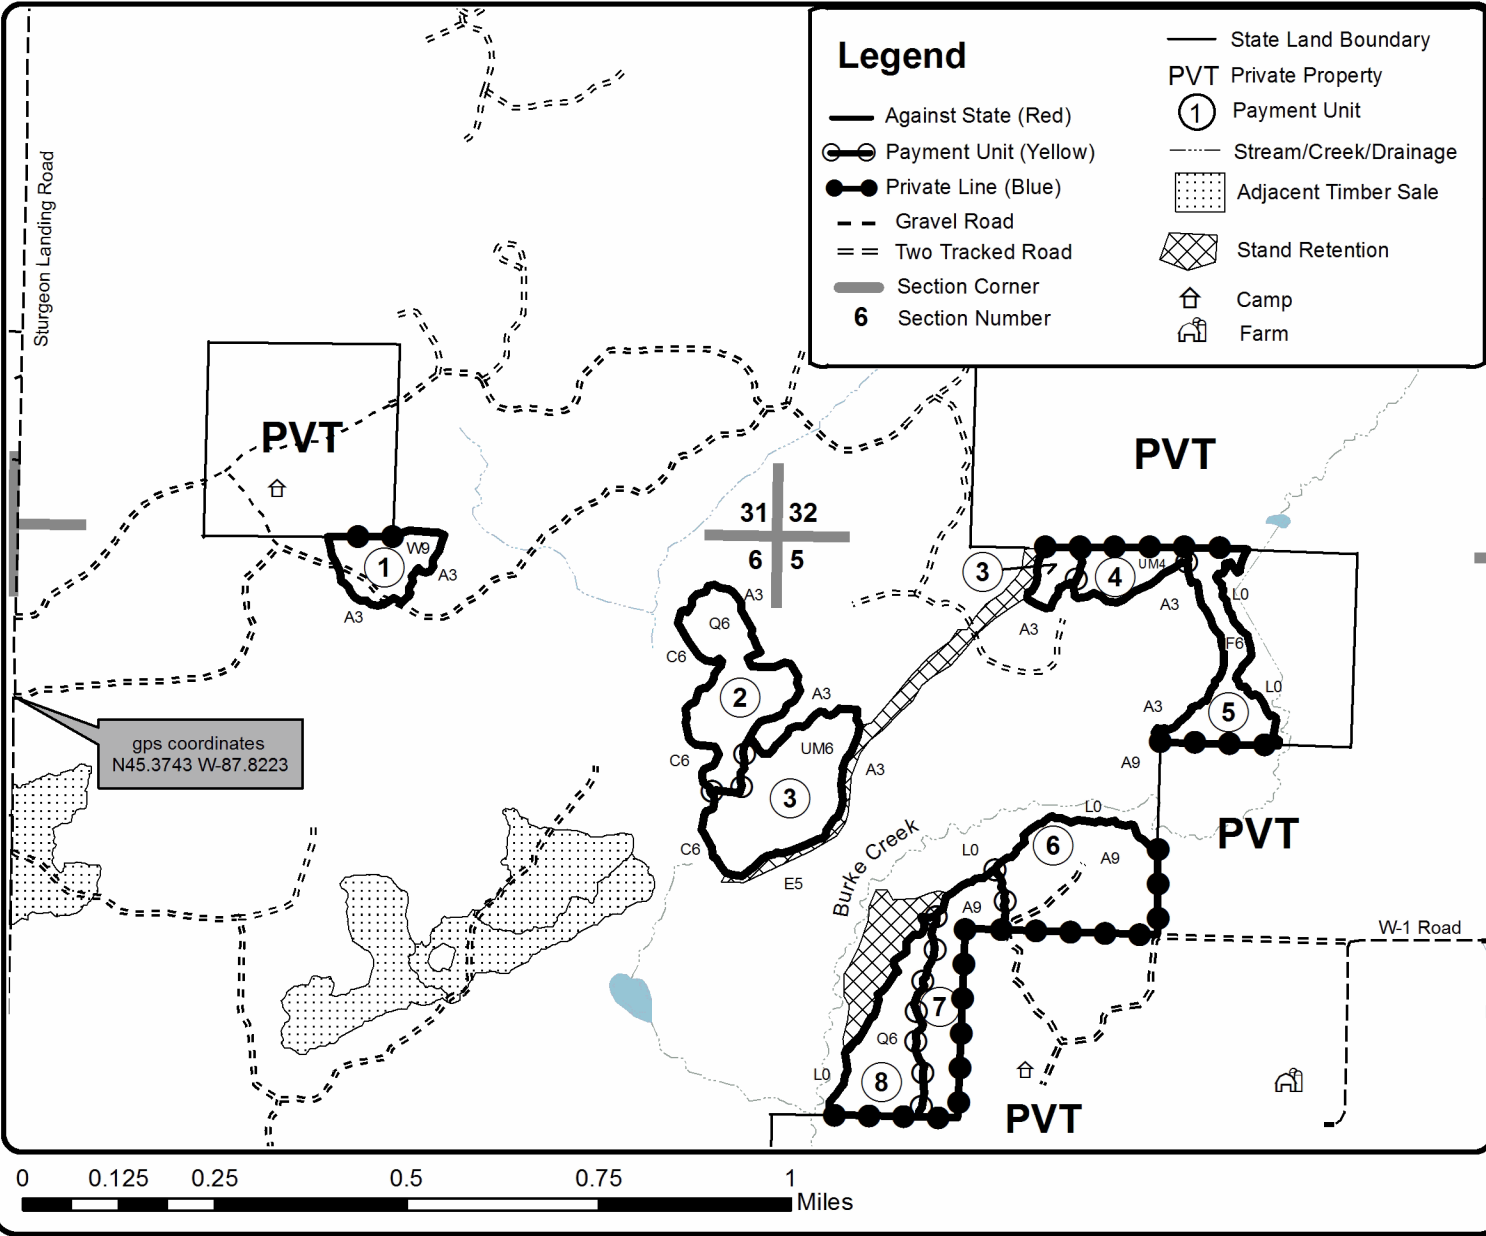 Legend
Against State (Red)
Payment Unit (Yellow)
Private Line (Blue)
Gravel Road
Two Tracked Road
Section Corner
6 Section Number
State Land Boundary
PVT Private Property
1 Payment Unit
Stream/Creek/Drainage
Adjacent Timber Sale
Stand Retention
Camp
Farm
Sturgeon Landing Road
PVT
PVT
31 32
6 5
W9
1
A3
A3
3
4
UM4
A3
A3
L0
F6
L0
A3
5
A9
A3
Q6
C6
2
A3
C6
UM6
A3
3
C6
E5
gps coordinates
N45.3743 W-87.8223
Burke Creek
L0
L0
6
A9
A9
PVT
W-1 Road
7
Q6
L0
8
PVT
0 0.125 0.25 0.5 0.75 1
Miles